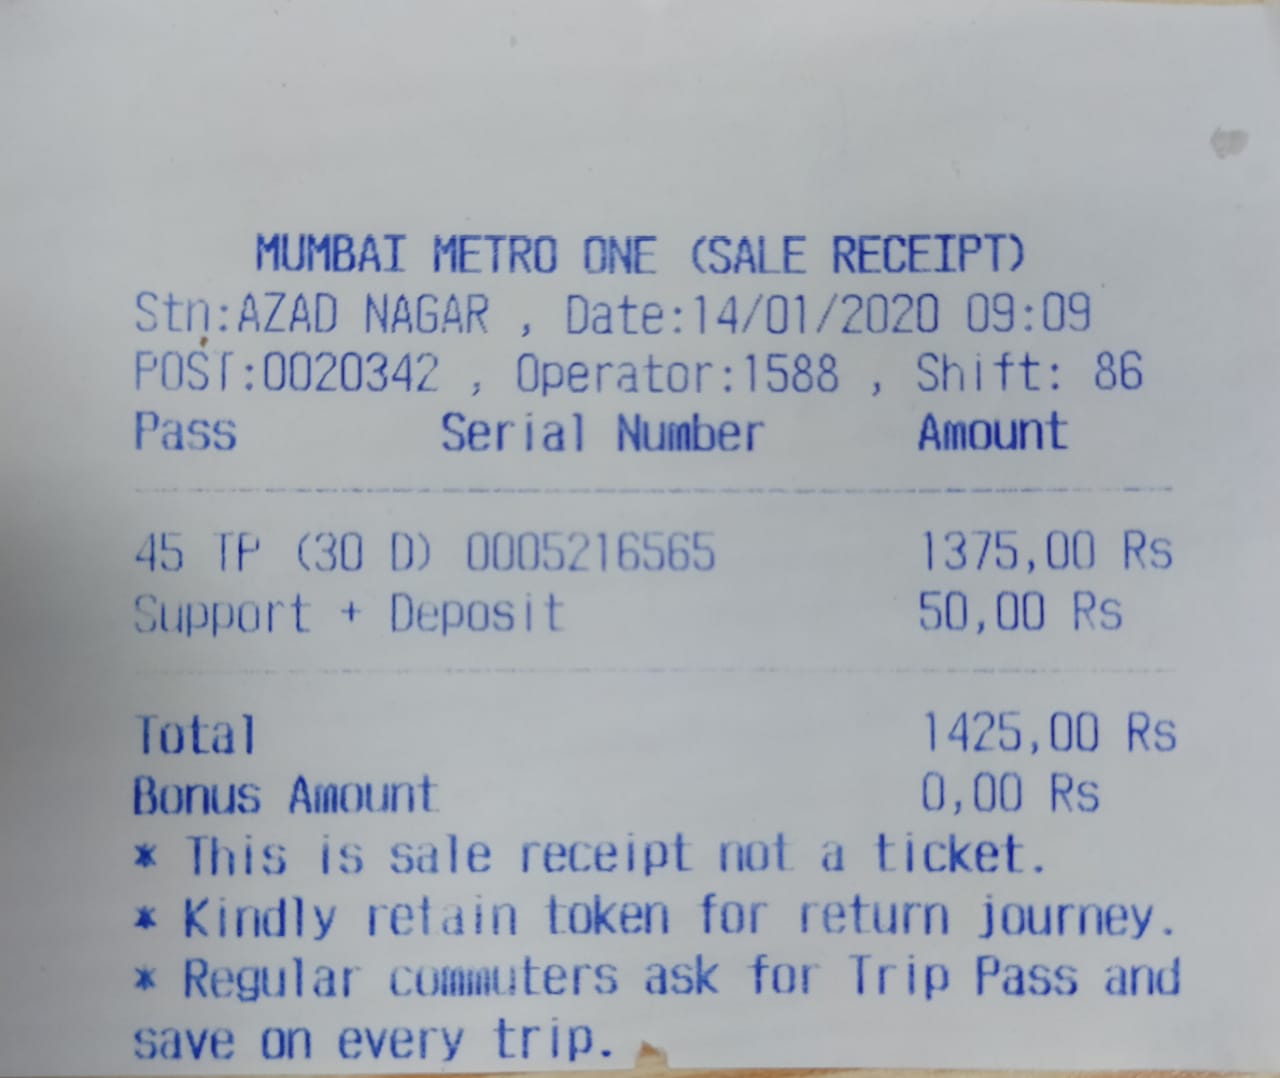 MUMBAI METRO ONE (SALE RECEIPT)
Stn:AZAD NAGAR , Date:14/01/2020 09:09
POST:0020342 , Operator:1588 , Shift: 86
Pass Serial Number Amount
45 TP (30 D) 0005216565 1375,00 Rs
Support + Deposit 50,00 Rs
Total 1425,00 Rs
Bonus Amount 0,00 Rs
* This is sale receipt not a ticket.
* Kindly retain token for return journey.
* Regular commuters ask for Trip Pass and
save on every trip.